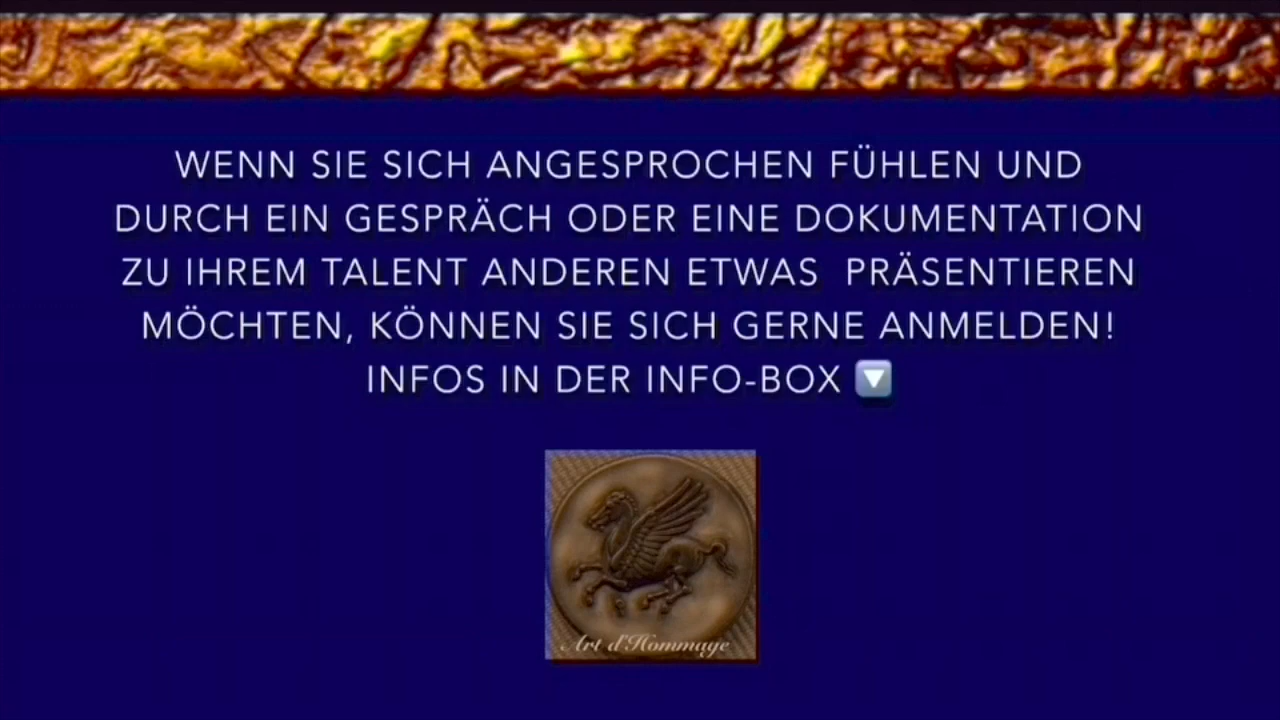 WENN SIE SICH ANGESPROCHEN FÜHLEN UND
DURCH EIN GESPRÄCH ODER EINE DOKUMENTATION
ZU IHREM TALENT ANDEREN ETWAS PRÄSENTIEREN
MÖCHTEN, KÖNNEN SIE SICH GERNE ANMELDEN!
INFOS IN DER INFO-BOX 🔽
Art d'Hommage